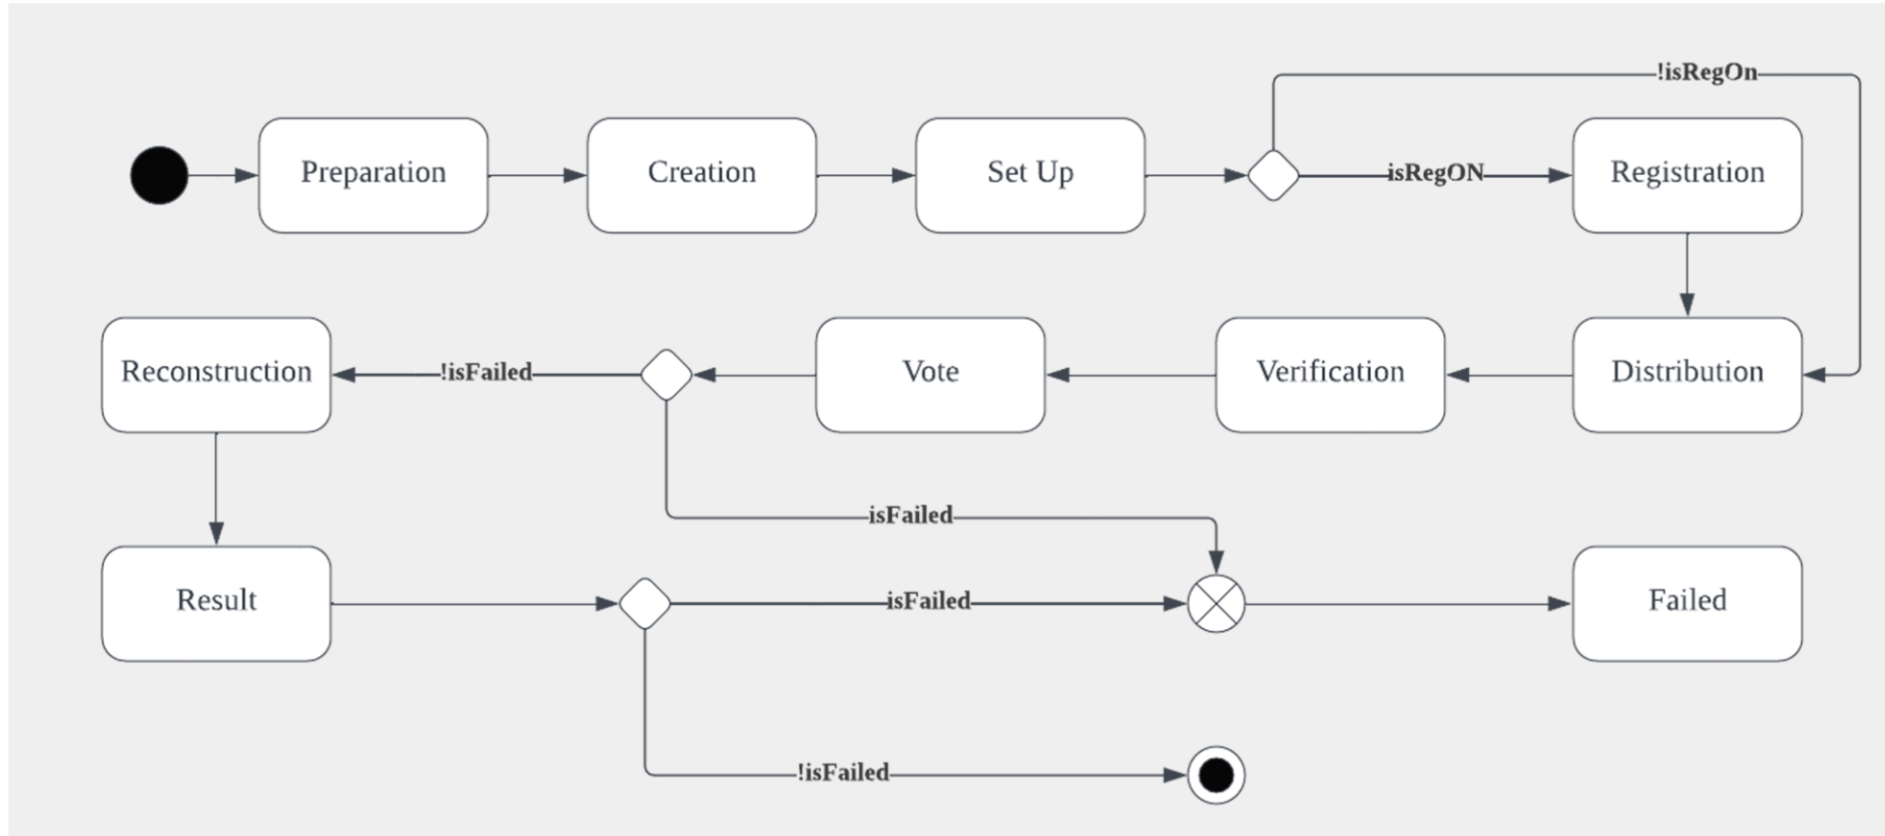 !isRegOn
Preparation
Creation
Set Up
isRegON
Registration
Reconstruction
!isFailed
Vote
Verification
Distribution
isFailed
Result
isFailed
Failed
!isFailed